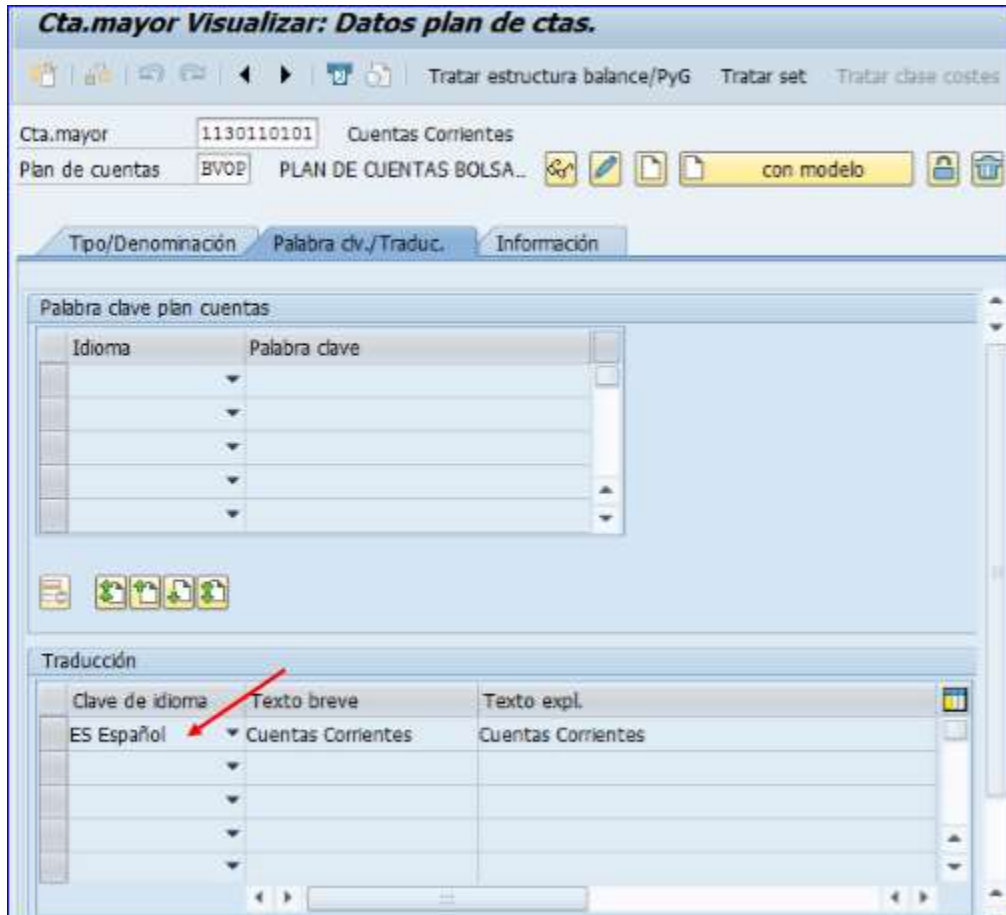 Cta.mayor Visualizar: Datos plan de ctas.
Tratar estructura balance/PyG Tratar set Tratar clase costes
Cta.mayor 1130110101 Cuentas Corrientes
Plan de cuentas BVOP PLAN DE CUENTAS BOLSA... con modelo
Tipo/Denominación Palabra clv./Traduc. Información
Palabra clave plan cuentas
Idioma Palabra clave
Traducción
Clave de idioma Texto breve Texto expl.
ES Español Cuentas Corrientes Cuentas Corrientes